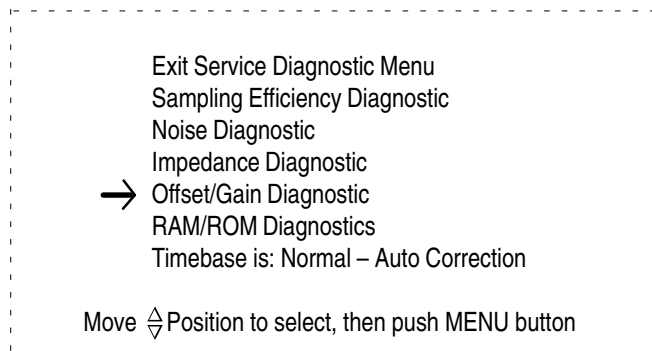 Exit Service Diagnostic Menu
Sampling Efficiency Diagnostic
Noise Diagnostic
Impedance Diagnostic
Offset/Gain Diagnostic
RAM/ROM Diagnostics
Timebase is: Normal – Auto Correction
Move Position to select, then push MENU button